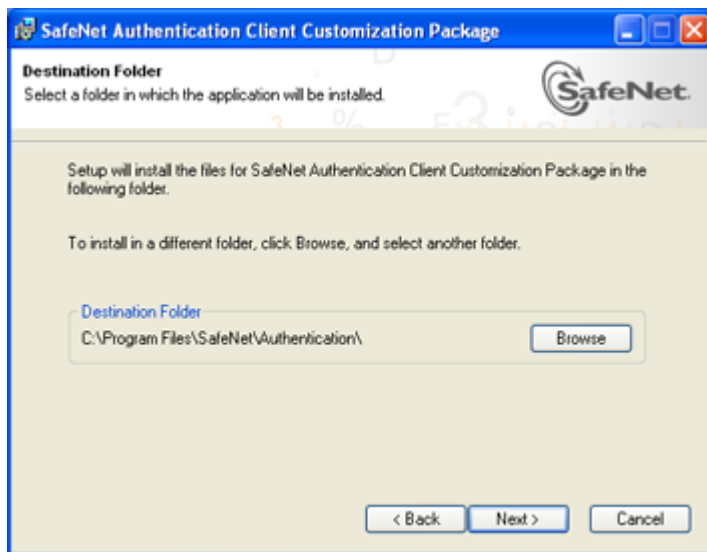 SafeNet Authentication Client Customization Package
Destination Folder
Select a folder in which the application will be installed.
SafeNet.
Setup will install the files for SafeNet Authentication Client Customization Package in the
following folder.
To install in a different folder, click Browse, and select another folder.
Destination Folder
C:\Program Files\SafeNet\Authentication\
Browse
< Back
Next >
Cancel